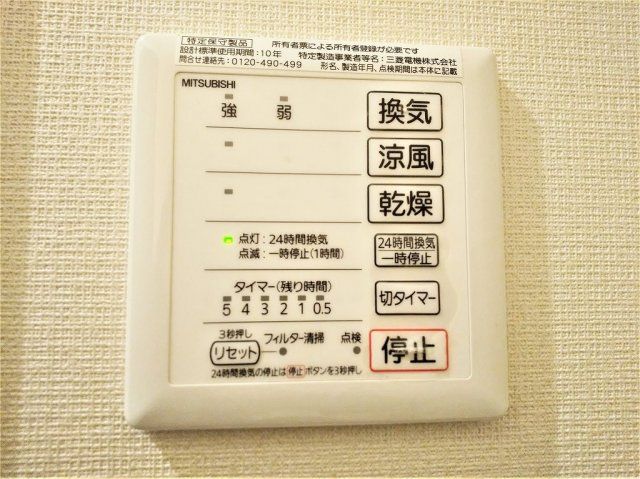 特定保守製品 所有者票による所有者登録が必要です
設計標準使用期間:10年 特定製造事業者等名:三菱電機株式会社
問合せ連絡先:0120-490-499 形名、製造年月、点検期間は本体に記載
MITSUBISHI
強 弱 換気
涼風
乾燥
点灯:24時間換気
点滅:一時停止(1時間)
24時間換気
一時停止
タイマー(残り時間)
5 4 3 2 1 0.5
切タイマー
3秒押し
リセット フィルター清掃 点検
停止
24時間換気の停止は 停止 ボタンを3秒押し